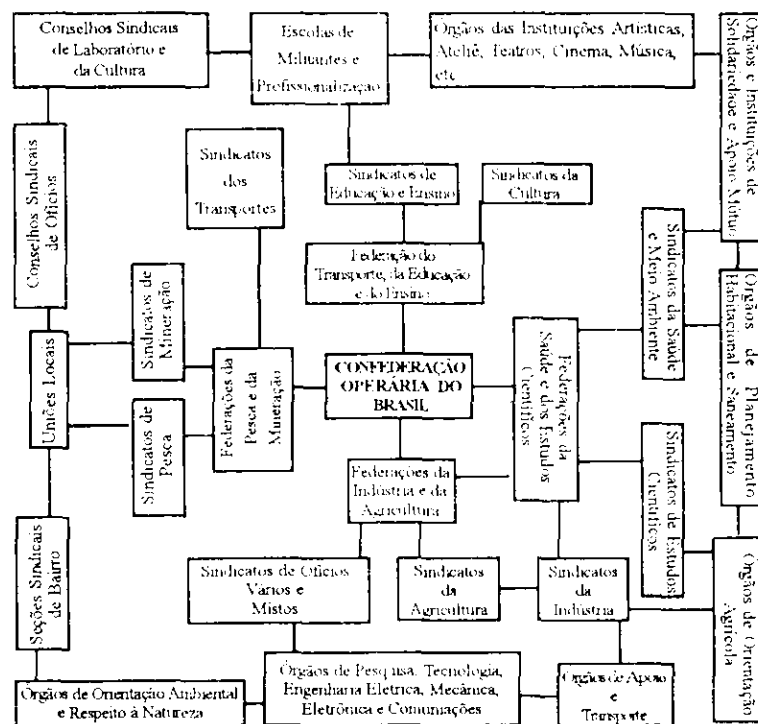 Conselhos Sindicais
de Laboratório e
da Cultura
Escolas de
Militantes e
Profissionalização
Órgãos das Instituições Artísticas,
Ateliê, Teatros, Cinema, Música,
etc
Órgãos e Instituições de
Solidariedade e Apoio Mútuo
Conselhos Sindicais
de Ofícios
Sindicatos
dos
Transportes
Sindicatos de
Educação e Ensino
Sindicatos da
Cultura
Federação do
Transporte, da Educação
e do Ensino
Sindicatos da Saúde
e Meio Ambiente
Órgãos de Planejamento
Habitacional e Saneamento
Uniões Locais
Sindicatos de
Mineração
Sindicatos de
Pesca
Federações da
Pesca e da
Mineração
CONFEDERAÇÃO
OPERÁRIA DO
BRASIL
Federações da
Saúde e dos Estudos
Científicos
Federações da
Indústria e da
Agricultura
Sindicatos de Estudos
Científicos
Seções Sindicais
de Bairro
Sindicatos de Ofícios
Vários e
Mistos
Sindicatos
da
Agricultura
Sindicatos
da
Indústria
Órgãos de Orientação
Agrícola
Órgãos de Orientação Ambiental
e Respeito à Natureza
Órgãos de Pesquisa, Tecnologia,
Engenharia Elétrica, Mecânica,
Eletrônica e Comuniações
Órgãos de Apoio
e
Transporte